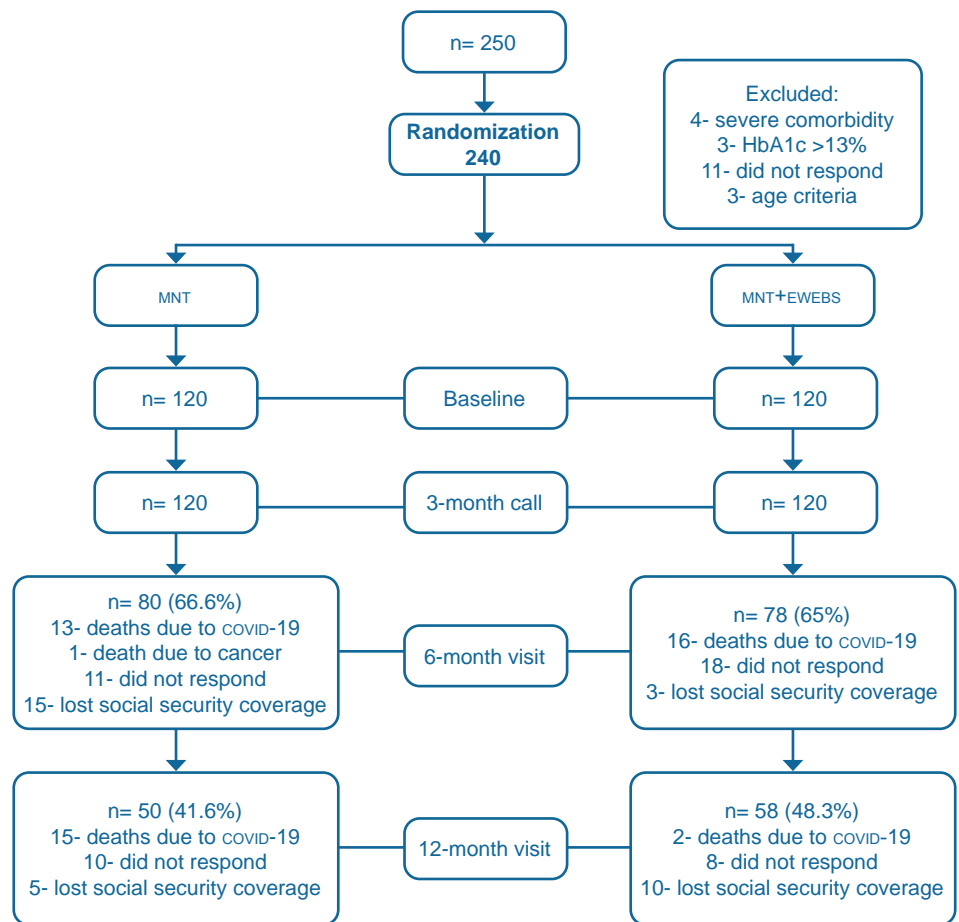 n= 250
Randomization
240
Excluded:
4- severe comorbidity
3- HbA1c >13%
11- did not respond
3- age criteria
MNT
MNT+EWEBS
n= 120
Baseline
n= 120
n= 120
3-month call
n= 120
n= 80 (66.6%)
13- deaths due to COVID-19
1- death due to cancer
11- did not respond
15- lost social security coverage
6-month visit
n= 78 (65%)
16- deaths due to COVID-19
18- did not respond
3- lost social security coverage
n= 50 (41.6%)
15- deaths due to COVID-19
10- did not respond
5- lost social security coverage
12-month visit
n= 58 (48.3%)
2- deaths due to COVID-19
8- did not respond
10- lost social security coverage